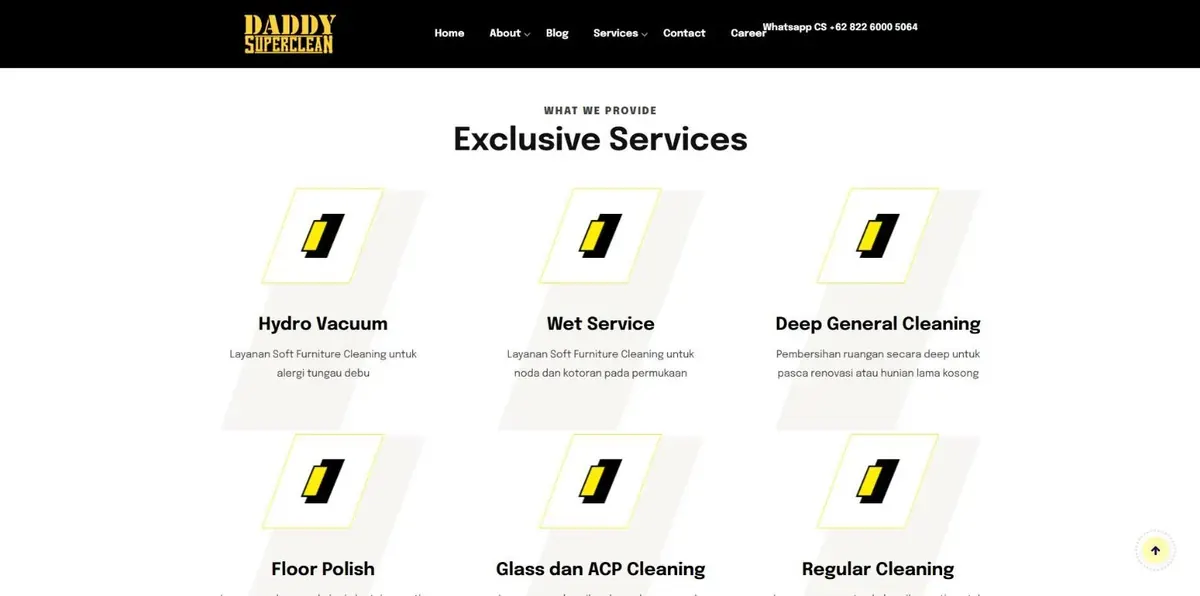 DADDY
SUPERCLEAN
Home About Blog Services Contact Career Whatsapp CS +62 822 6000 5064
WHAT WE PROVIDE
Exclusive Services
Hydro Vacuum
Layanan Soft Furniture Cleaning untuk
alergi tungau debu
Wet Service
Layanan Soft Furniture Cleaning untuk
noda dan kotoran pada permukaan
Deep General Cleaning
Pembersihan ruangan secara deep untuk
pasca renovasi atau hunian lama kosong
Floor Polish
Glass dan ACP Cleaning
Regular Cleaning